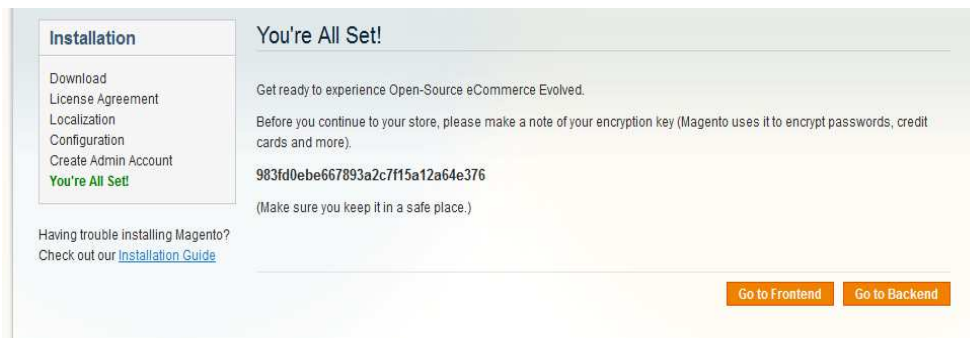 Installation
Download
License Agreement
Localization
Configuration
Create Admin Account
You're All Set!
Having trouble installing Magento?
Check out our Installation Guide
You're All Set!
Get ready to experience Open-Source eCommerce Evolved.
Before you continue to your store, please make a note of your encryption key (Magento uses it to encrypt passwords, credit
cards and more).
983fd0ebe667893a2c7f15a12a64e376
(Make sure you keep it in a safe place.)
Go to Frontend
Go to Backend